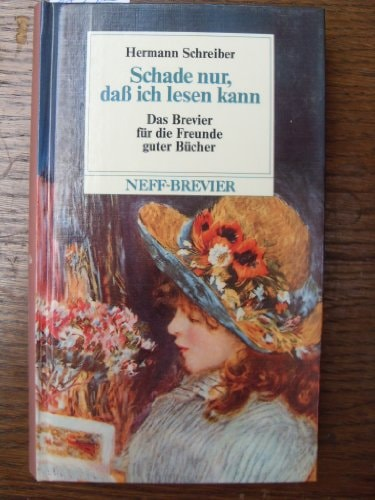 Hermann Schreiber
Schade nur,
daß ich lesen kann
Das Brevier
für die Freunde
guter Bücher
NEFF-BREVIER